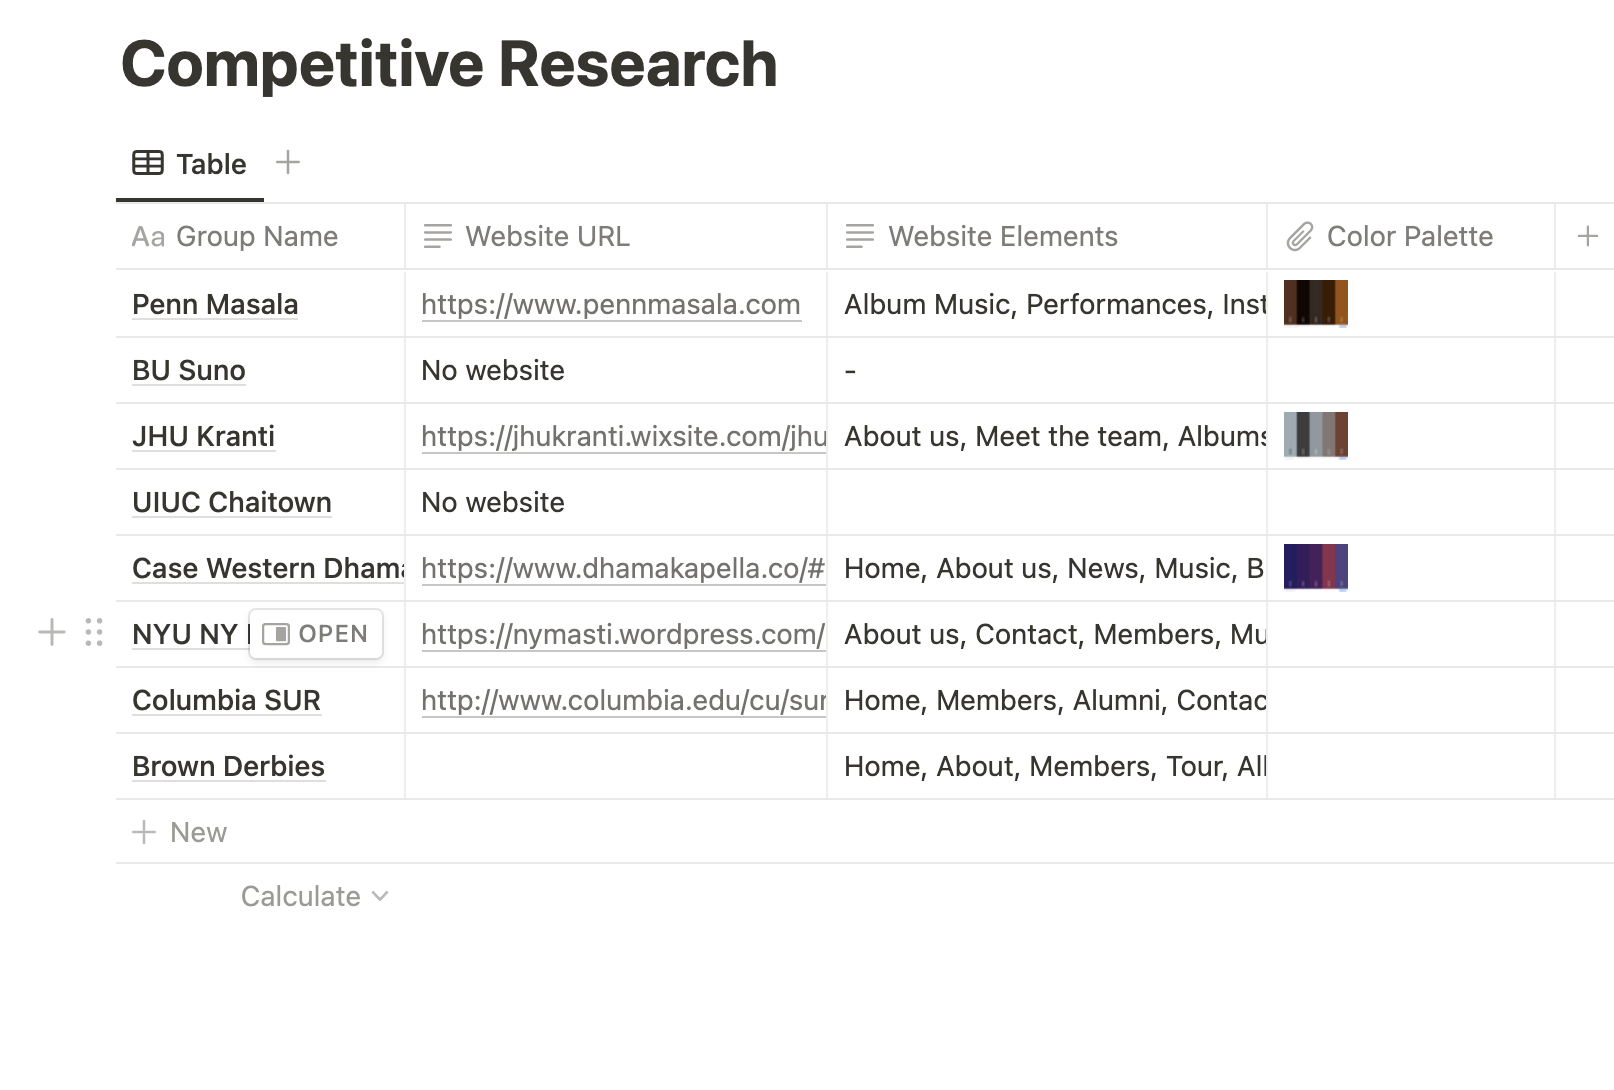 Competitive Research
Table
Aa Group Name Website URL Website Elements Color Palette
Penn Masala https://www.pennmasala.com Album Music, Performances, Inst
BU Suno No website -
JHU Kranti https://jhukranti.wixsite.com/jhu About us, Meet the team, Albums
UIUC Chaitown No website
Case Western Dhama https://www.dhamakapella.co/# Home, About us, News, Music, B
NYU NY OPEN https://nymasti.wordpress.com/ About us, Contact, Members, Mu
Columbia SUR http://www.columbia.edu/cu/sur Home, Members, Alumni, Contac
Brown Derbies Home, About, Members, Tour, Al
New
Calculate